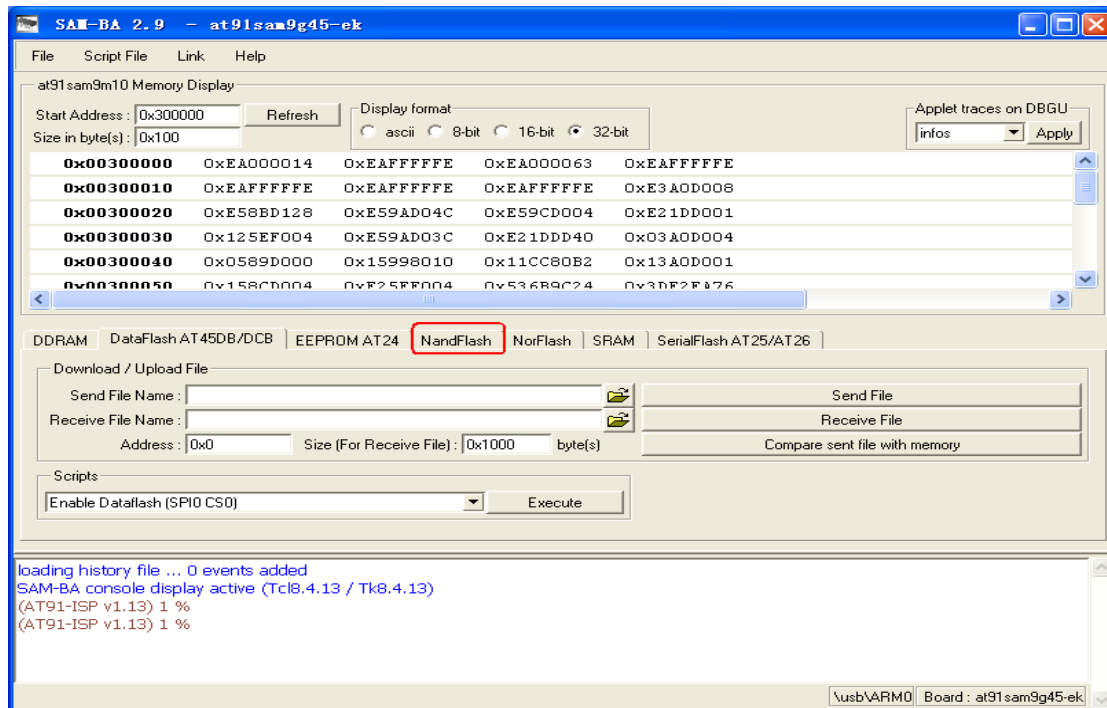 SAM-BA 2.9 - at91sam9g45-ek
File Script File Link Help
at91sam9m10 Memory Display
Start Address : 0x300000 Refresh
Size in byte(s) : 0x100
Display format
ascii 8-bit 16-bit 32-bit
Applet traces on DBGU
infos Apply
0x00300000 0xEA000014 0xEAFFFFFE 0xEA000063 0xEAFFFFFE
0x00300010 0xEAFFFFFE 0xEAFFFFFE 0xEAFFFFFE 0xE3A0D008
0x00300020 0xE58BD128 0xE59AD04C 0xE59CD004 0xE21DD001
0x00300030 0x125EF004 0xE59AD03C 0xE21DDD40 0x03A0D004
0x00300040 0x0589D000 0x15998010 0x11CC80B2 0x13A0D001
0x00300050 0x158CD004 0xE25EF004 0x536B9C24 0x3DF2FA76
DDRAM DataFlash AT45DB/DCB EEPROM AT24 NandFlash NorFlash SRAM SerialFlash AT25/AT26
Download / Upload File
Send File Name : Send File
Receive File Name : Receive File
Address : 0x0 Size (For Receive File) : 0x1000 byte(s) Compare sent file with memory
Scripts
Enable Dataflash (SPI0 CS0) Execute
loading history file ... 0 events added
SAM-BA console display active (Tcl8.4.13 / Tk8.4.13)
(AT91-ISP v1.13) 1 %
(AT91-ISP v1.13) 1 %
\usb\ARM0 Board : at91sam9g45-ek